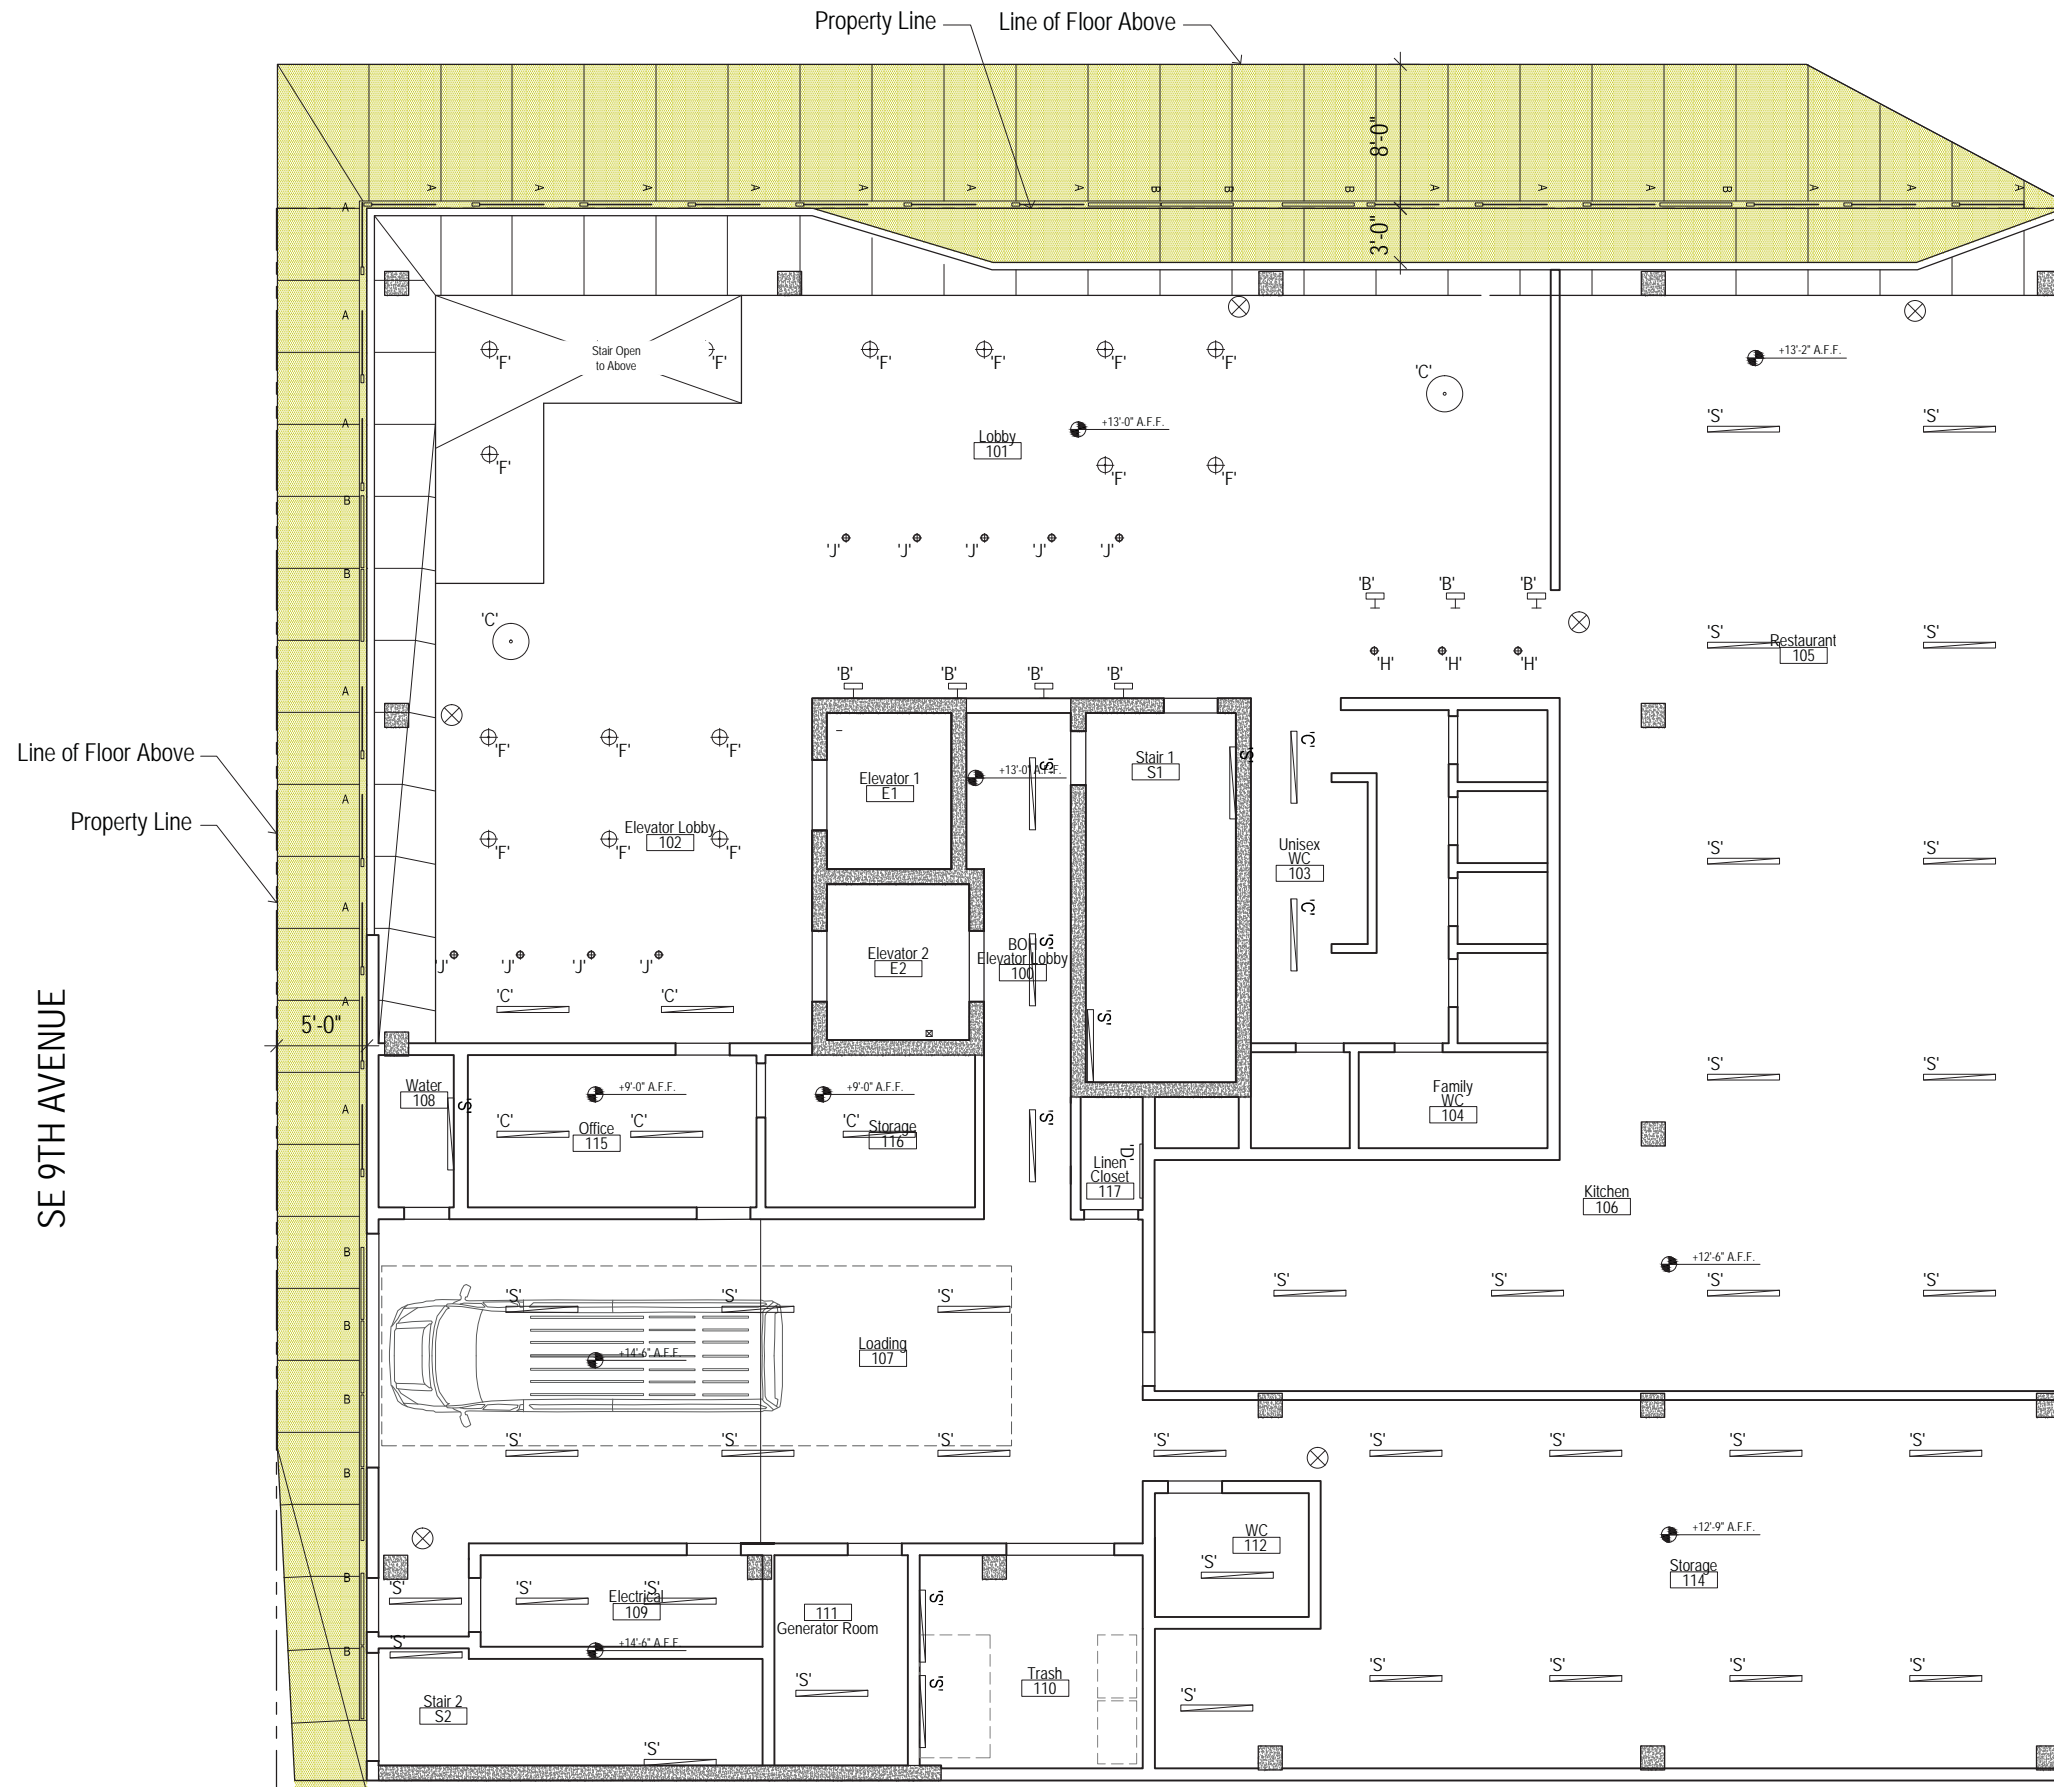 Property Line
Line of Floor Above
8'-0"
A A A A A A A B B B A A A B A A A
A
3'-0"
Stair Open
to Above
'F' 'F' 'F' 'F' 'F' 'F'
'C'
+13'-2" A.F.F.
A
'S' 'S'
+13'-0" A.F.F.
Lobby
101
A
'F' 'F' 'F'
B
'J' 'J' 'J' 'J' 'J'
B
'B' 'B' 'B'
'C'
'S' 'S'
Restaurant
105
'H' 'H' 'H'
'B' 'B' 'B' 'B'
A
Line of Floor Above
'F' 'F' 'F'
'S'
'C'
'S'
Stair 1
S1
+13'-0" A.F.F.
Elevator 1
E1
A
Property Line
Elevator Lobby
102
'F' 'F' 'F'
Unisex
WC
103
'S' 'S'
A
'C'
Elevator 2
E2
'S'
Elevator Lobby
100
'J' 'J' 'J' 'J'
'C' 'C'
A
5'-0"
'S'
SE 9TH AVENUE
'S' 'S'
Water
108
'S'
+9'-0" A.F.F.
+9'-0" A.F.F.
Family
WC
104
A
'S'
'C' 'C' 'C'
Office
115
Storage
116
'D'
Linen
Closet
117
Kitchen
106
B
+12'-6" A.F.F.
'S' 'S' 'S' 'S'
'S' 'S' 'S'
B
Loading
107
+14'-6" A.F.F.
B
'S' 'S' 'S' 'S' 'S' 'S' 'S' 'S'
B
WC
112
+12'-9" A.F.F.
'S'
Storage
114
B
'S' 'S' 'S'
Electrical
109
'S'
111
Generator Room
+14'-6" A.F.F.
'S'
B
Trash
110
'S'
'S' 'S' 'S' 'S'
'S' 'S'
Stair 2
S2
'S'